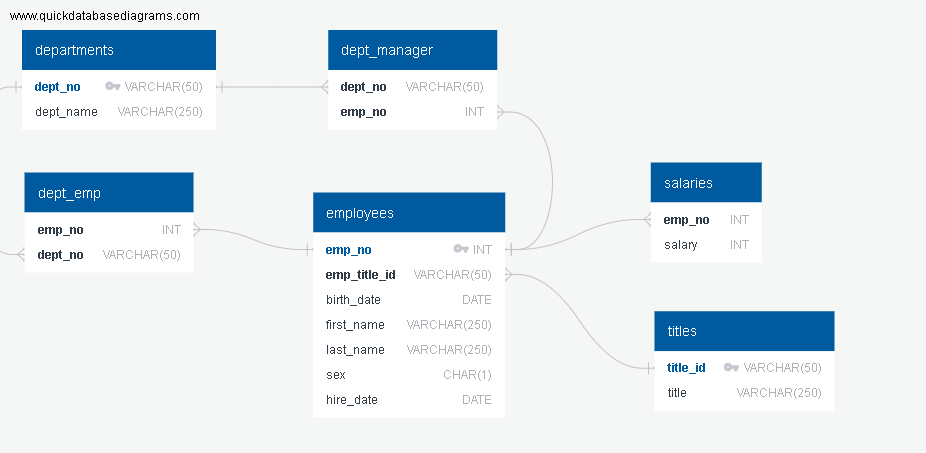 www.quickdatabasediagrams.com
departments
dept_no VARCHAR(50)
dept_name VARCHAR(250)
dept_manager
dept_no VARCHAR(50)
emp_no INT
dept_emp
emp_no INT
dept_no VARCHAR(50)
employees
emp_no INT
emp_title_id VARCHAR(50)
birth_date DATE
first_name VARCHAR(250)
last_name VARCHAR(250)
sex CHAR(1)
hire_date DATE
salaries
emp_no INT
salary INT
titles
title_id VARCHAR(50)
title VARCHAR(250)